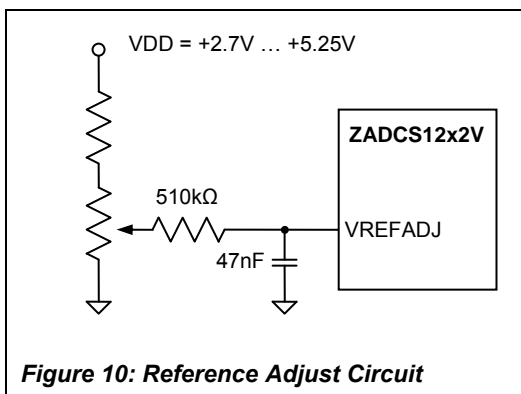 VDD = +2.7V ... +5.25V
ZADCS12x2V
510kΩ
VREFADJ
47nF
Figure 10: Reference Adjust Circuit